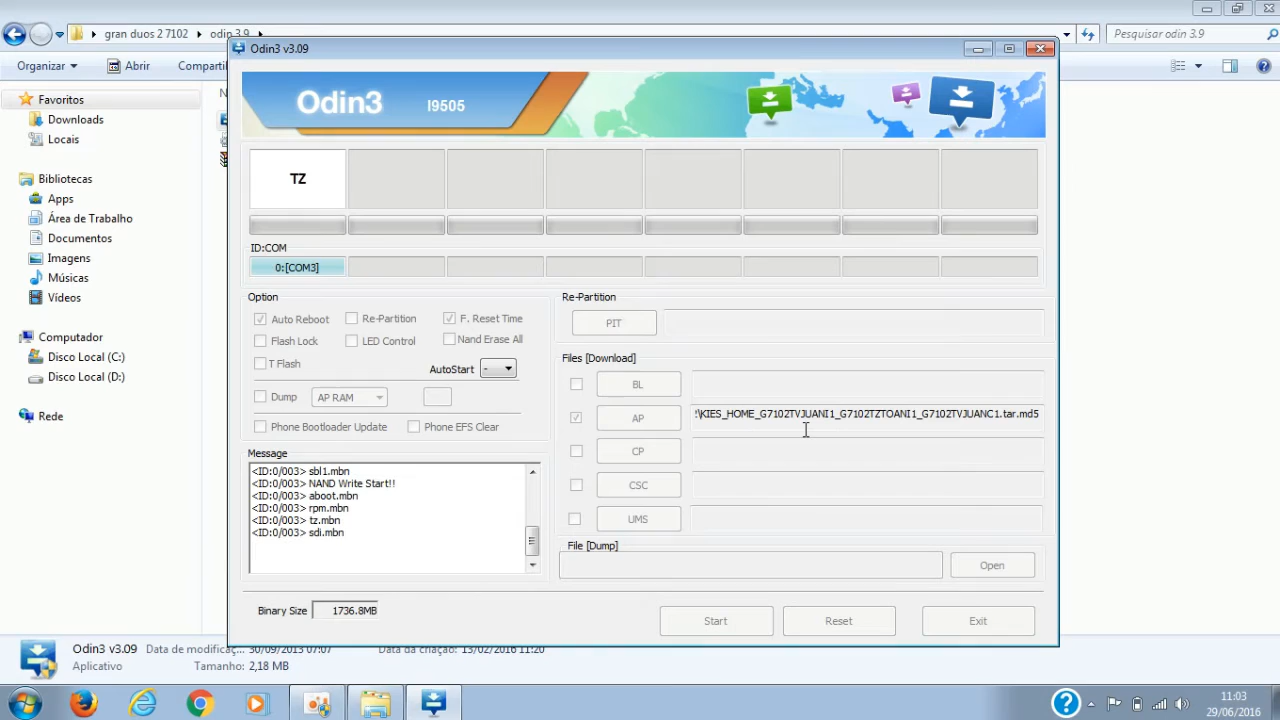 gran duos 2 7102
odin 3.9
Pesquisar odin 3.9
Organizar
Abrir
Odin3 v3.09
Favoritos
Downloads
Locais
Bibliotecas
Apps
Área de Trabalho
Documentos
Imagens
Músicas
Vídeos
Computador
Disco Local (C:)
Disco Local (D:)
Rede
Odin3
I9505
TZ
ID:COM
0:[COM3]
Option
Auto Reboot
Re-Partition
F. Reset Time
Flash Lock
LED Control
Nand Erase All
T Flash
AutoStart
-
Dump
AP RAM
Phone Bootloader Update
Phone EFS Clear
Message
<ID:0/003> sbl1.mbn
<ID:0/003> NAND Write Start!!
<ID:0/003> aboot.mbn
<ID:0/003> rpm.mbn
<ID:0/003> tz.mbn
<ID:0/003> sdi.mbn
Re-Partition
PIT
Files [Download]
BL
AP
:\KIES_HOME_G7102TVJUANI1_G7102TZTOANI1_G7102TVJUANC1.tar.md5
CP
CSC
UMS
File [Dump]
Open
Binary Size
1736.8MB
Start
Reset
Exit
Odin3 v3.09
Data de modificaç...
30/09/2013 07:07
Data da criação: 13/02/2016 11:20
Aplicativo
Tamanho: 2,18 MB
11:03
29/06/2016